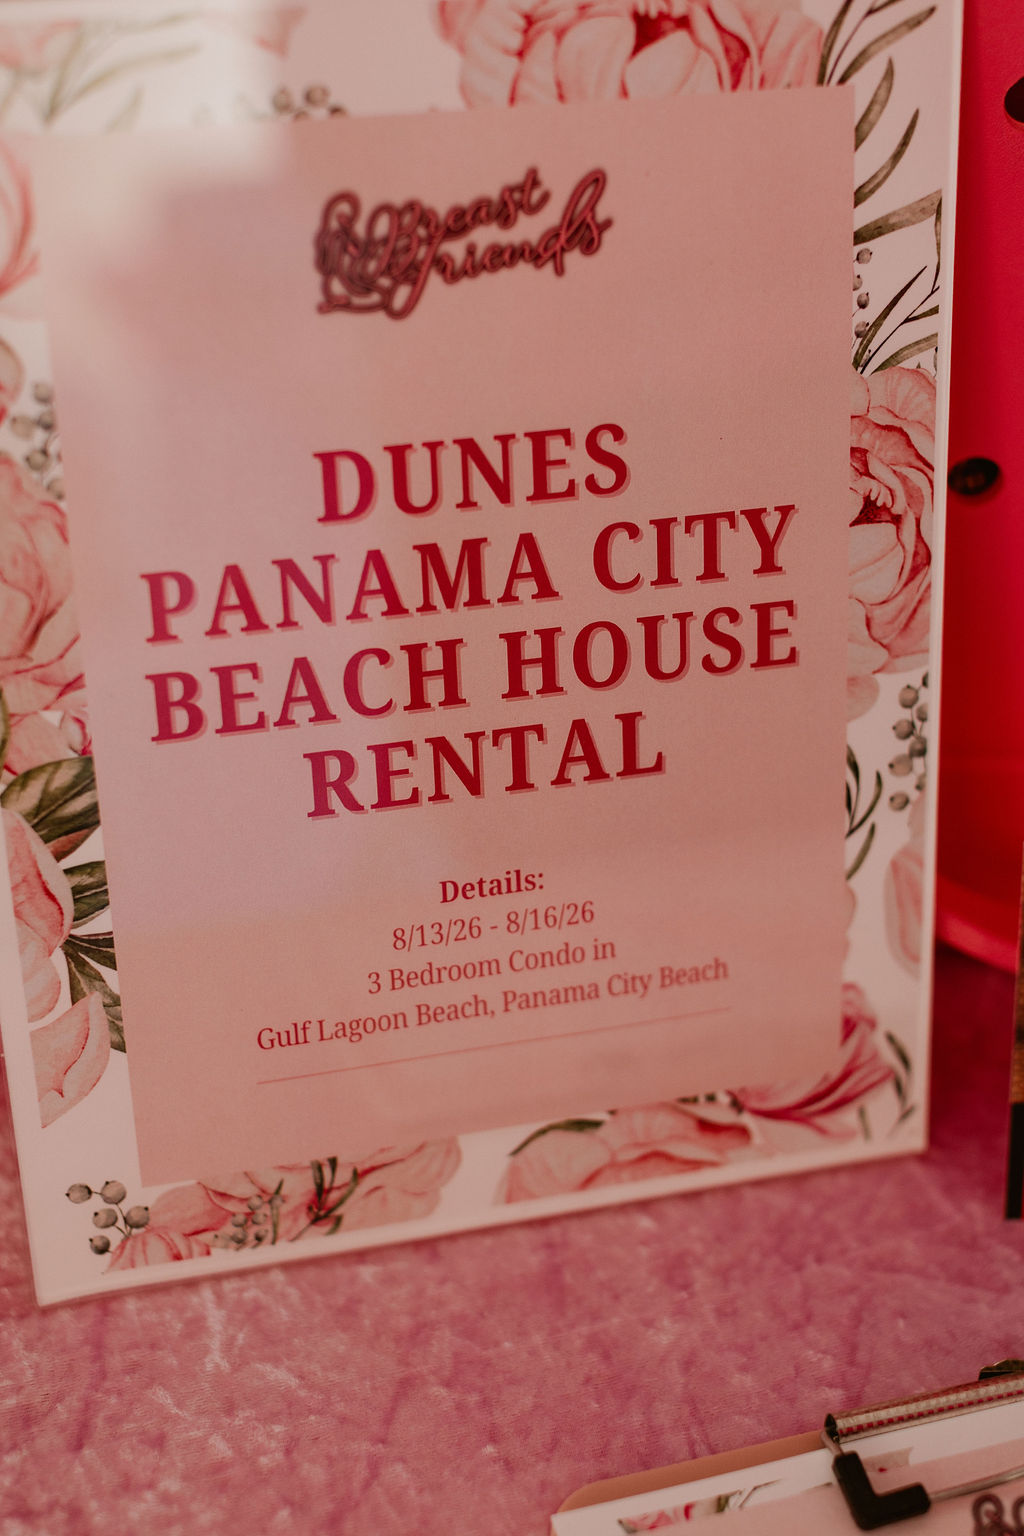 Breast
Friends
DUNES
PANAMA CITY
BEACH HOUSE
RENTAL
Details:
8/13/26 - 8/16/26
3 Bedroom Condo in
Gulf Lagoon Beach, Panama City Beach